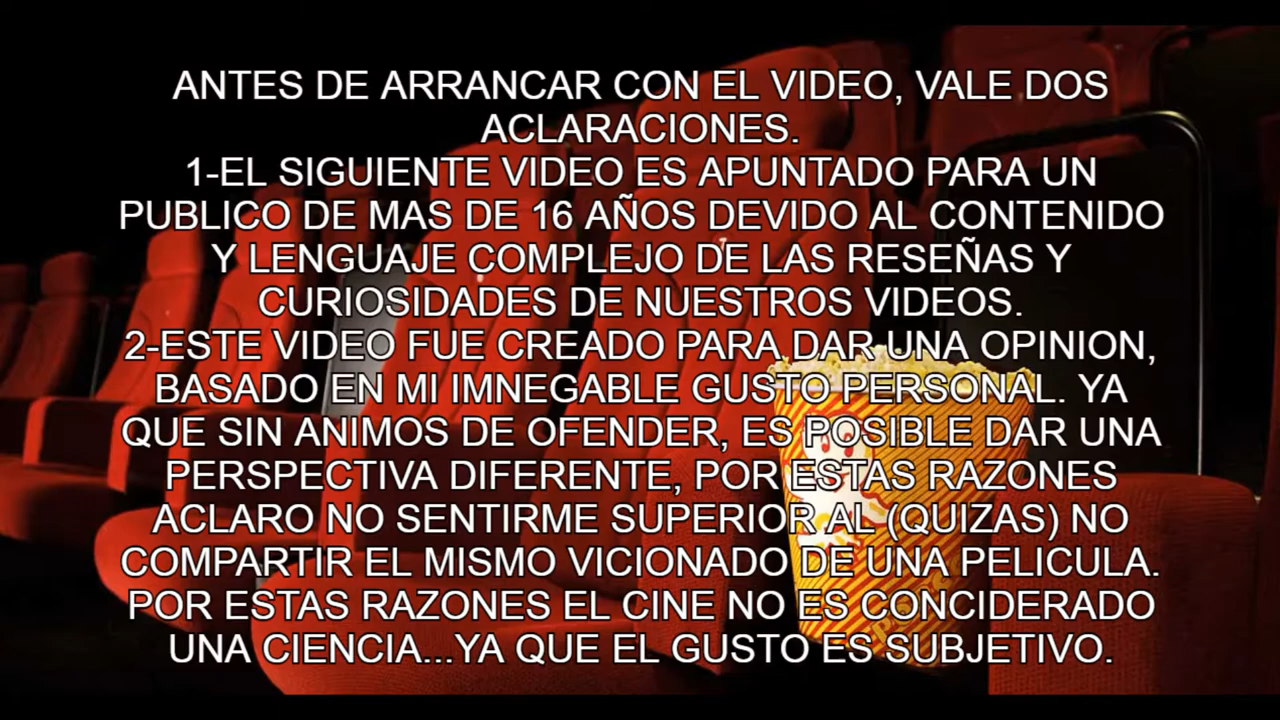 ANTES DE ARRANCAR CON EL VIDEO, VALE DOS
ACLARACIONES.
1-EL SIGUIENTE VIDEO ES APUNTADO PARA UN
PUBLICO DE MAS DE 16 AÑOS DEVIDO AL CONTENIDO
Y LENGUAJE COMPLEJO DE LAS RESEÑAS Y
CURIOSIDADES DE NUESTROS VIDEOS.
2-ESTE VIDEO FUE CREADO PARA DAR UNA OPINION,
BASADO EN MI IMNEGABLE GUSTO PERSONAL. YA
QUE SIN ANIMOS DE OFENDER, ES POSIBLE DAR UNA
PERSPECTIVA DIFERENTE, POR ESTAS RAZONES
ACLARO NO SENTIRME SUPERIOR AL (QUIZAS) NO
COMPARTIR EL MISMO VICIONADO DE UNA PELICULA.
POR ESTAS RAZONES EL CINE NO ES CONCIDERADO
UNA CIENCIA...YA QUE EL GUSTO ES SUBJETIVO.